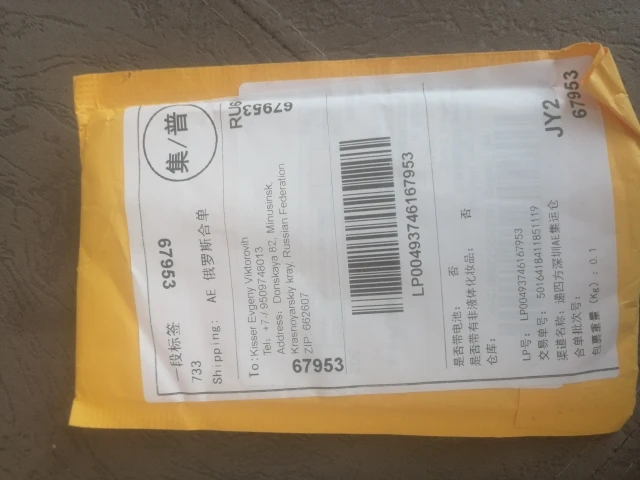 集/普
RU6
67953
一段标签
67953
733
Shipping: AE 俄罗斯合单
To:Kisser Evgeny Viktorovih
Tel: +7-/ 9509748013
Address: Donskaya 82, Minusinsk,
Krasnoyarskiy kray, Russian Federation
ZIP: 662607
67953
LP00493746167953
是否带电池: 否
是否带有非液体化妆品: 否
仓库:
LP号: LP00493746167953
交易单号: 5016418411851119
渠道名称: 递四方深圳AE集运仓
合单批次号:
包裹重量 (Kg): 0.1
JY2
67953